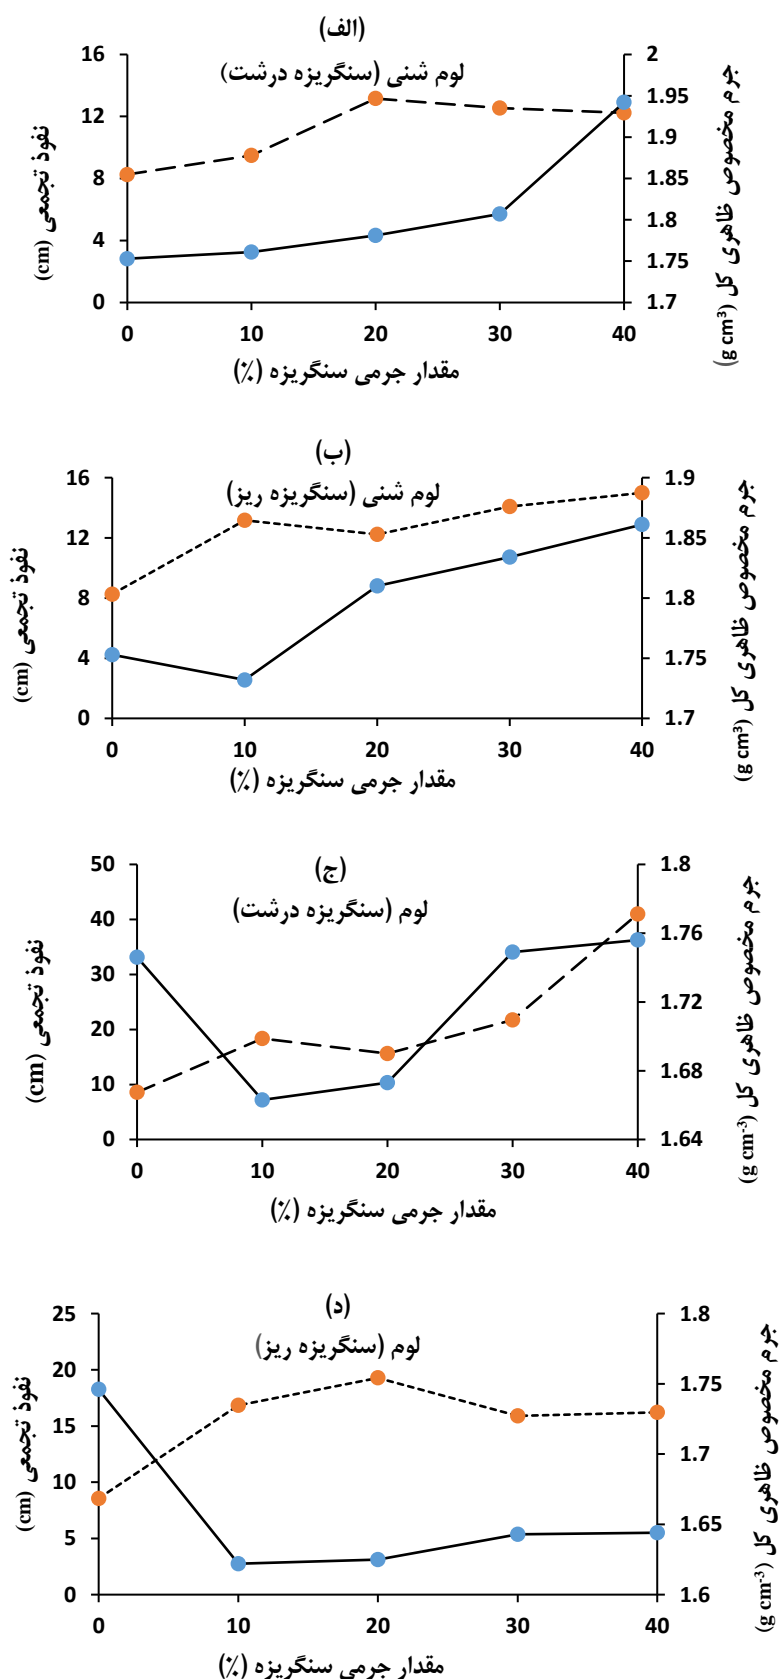 (الف)
لوم شنی (سنگریزه درشت)
16
12
8
4
0
2
1.95
1.9
1.85
1.8
1.75
1.7
0 10 20 30 40
نفوذ تجمعی (cm)
جرم مخصوص ظاهری کل (g cm³)
مقدار جرمی سنگریزه (٪)
(ب)
لوم شنی (سنگریزه ریز)
16
12
8
4
0
1.9
1.85
1.8
1.75
1.7
0 10 20 30 40
نفوذ تجمعی (cm)
جرم مخصوص ظاهری کل (g cm³)
مقدار جرمی سنگریزه (٪)
(ج)
لوم (سنگریزه درشت)
50
40
30
20
10
0
1.8
1.76
1.72
1.68
1.64
0 10 20 30 40
نفوذ تجمعی (cm)
جرم مخصوص ظاهری کل (g cm⁻³)
مقدار جرمی سنگریزه (٪)
(د)
لوم (سنگریزه ریز)
25
20
15
10
5
0
1.8
1.75
1.7
1.65
1.6
0 10 20 30 40
نفوذ تجمعی (cm)
جرم مخصوص ظاهری کل (g cm⁻³)
مقدار جرمی سنگریزه (٪)